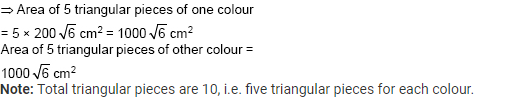 ⇒ Area of 5 triangular pieces of one colour
= 5 × 200 √6 cm² = 1000 √6 cm²
Area of 5 triangular pieces of other colour =
1000 √6 cm²
Note: Total triangular pieces are 10, i.e. five triangular pieces for each colour.